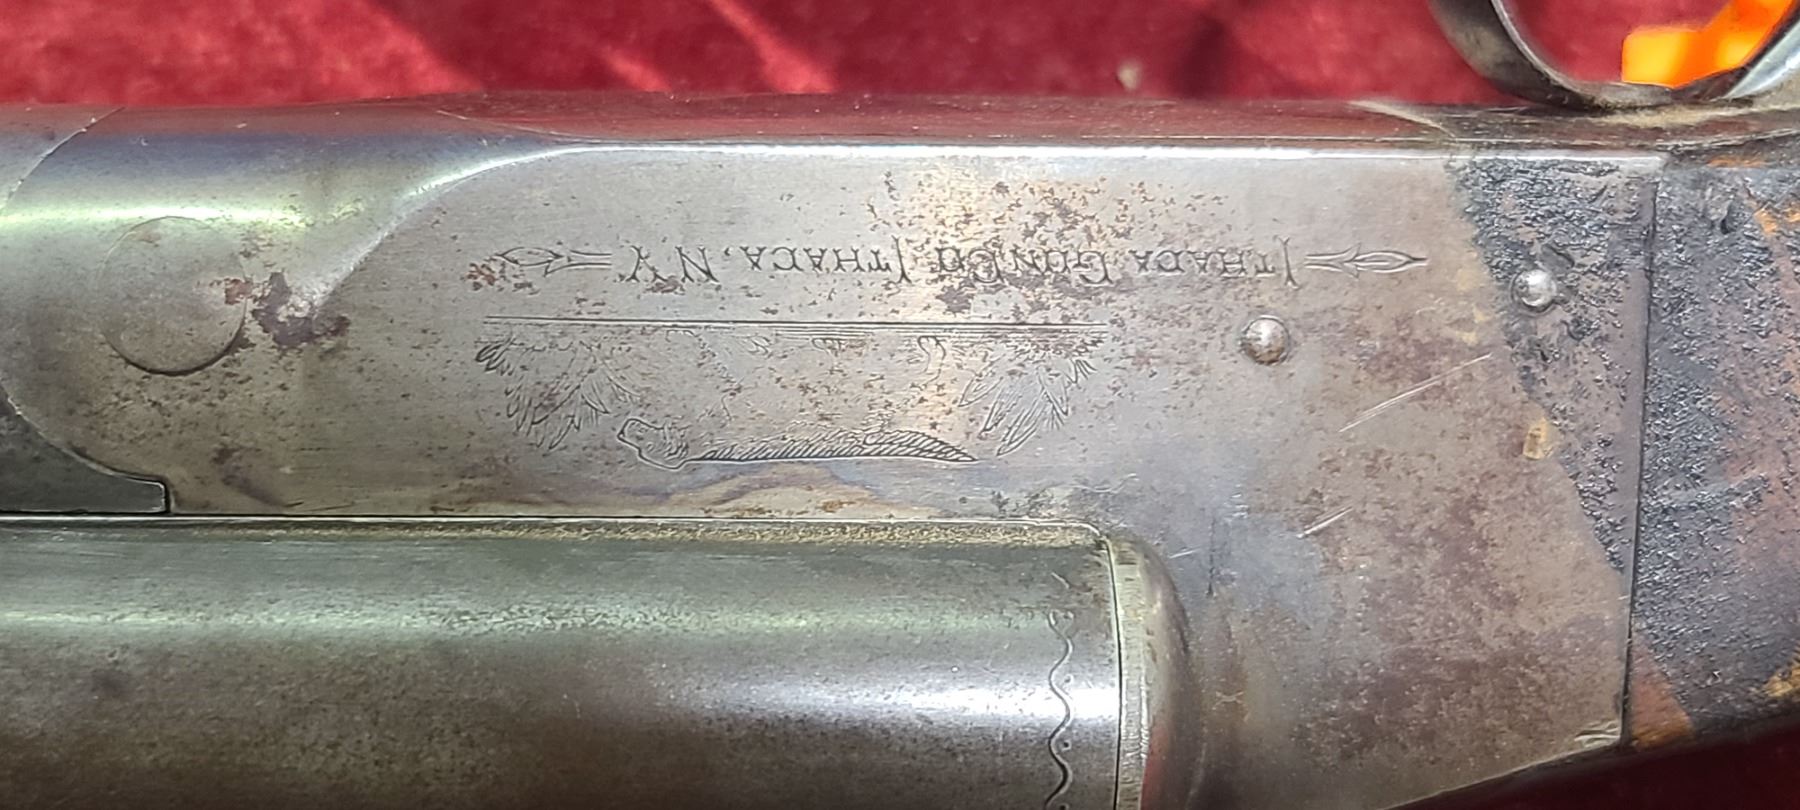 ITHACA GUN CO. ITHACA, N.Y.